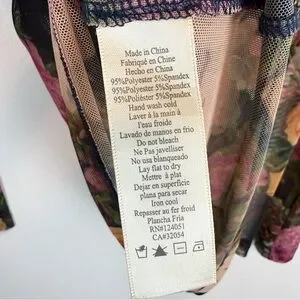 Made in China
Fabriqué en Chine
Hecho en China
95%Polyester 5%Spandex
95%Polyester 5%Spandex
95%Poliéster 5%Spandex
Hand wash cold
Laver à la main à
l'eau froide
Lavado de manos en frio
Do not bleach
Ne Pas javelliser
No usa blanqueado
Lay flat to dry
Mettre à plat
Dejar en superficie
plana para secar
Iron cool
Repasser au fer froid
Plancha Fria
RN#124051
CA#32054